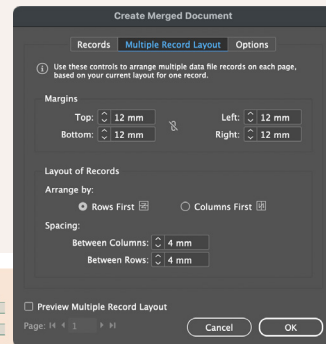 Create Merged Document
Records Multiple Record Layout Options
Use these controls to arrange multiple data file records on each page,
based on your current layout for one record.
Margins
Top: 12 mm Left: 12 mm
Bottom: 12 mm Right: 12 mm
Layout of Records
Arrange by:
Rows First Columns First
Spacing:
Between Columns: 4 mm
Between Rows: 4 mm
Preview Multiple Record Layout
Page: 1
Cancel OK